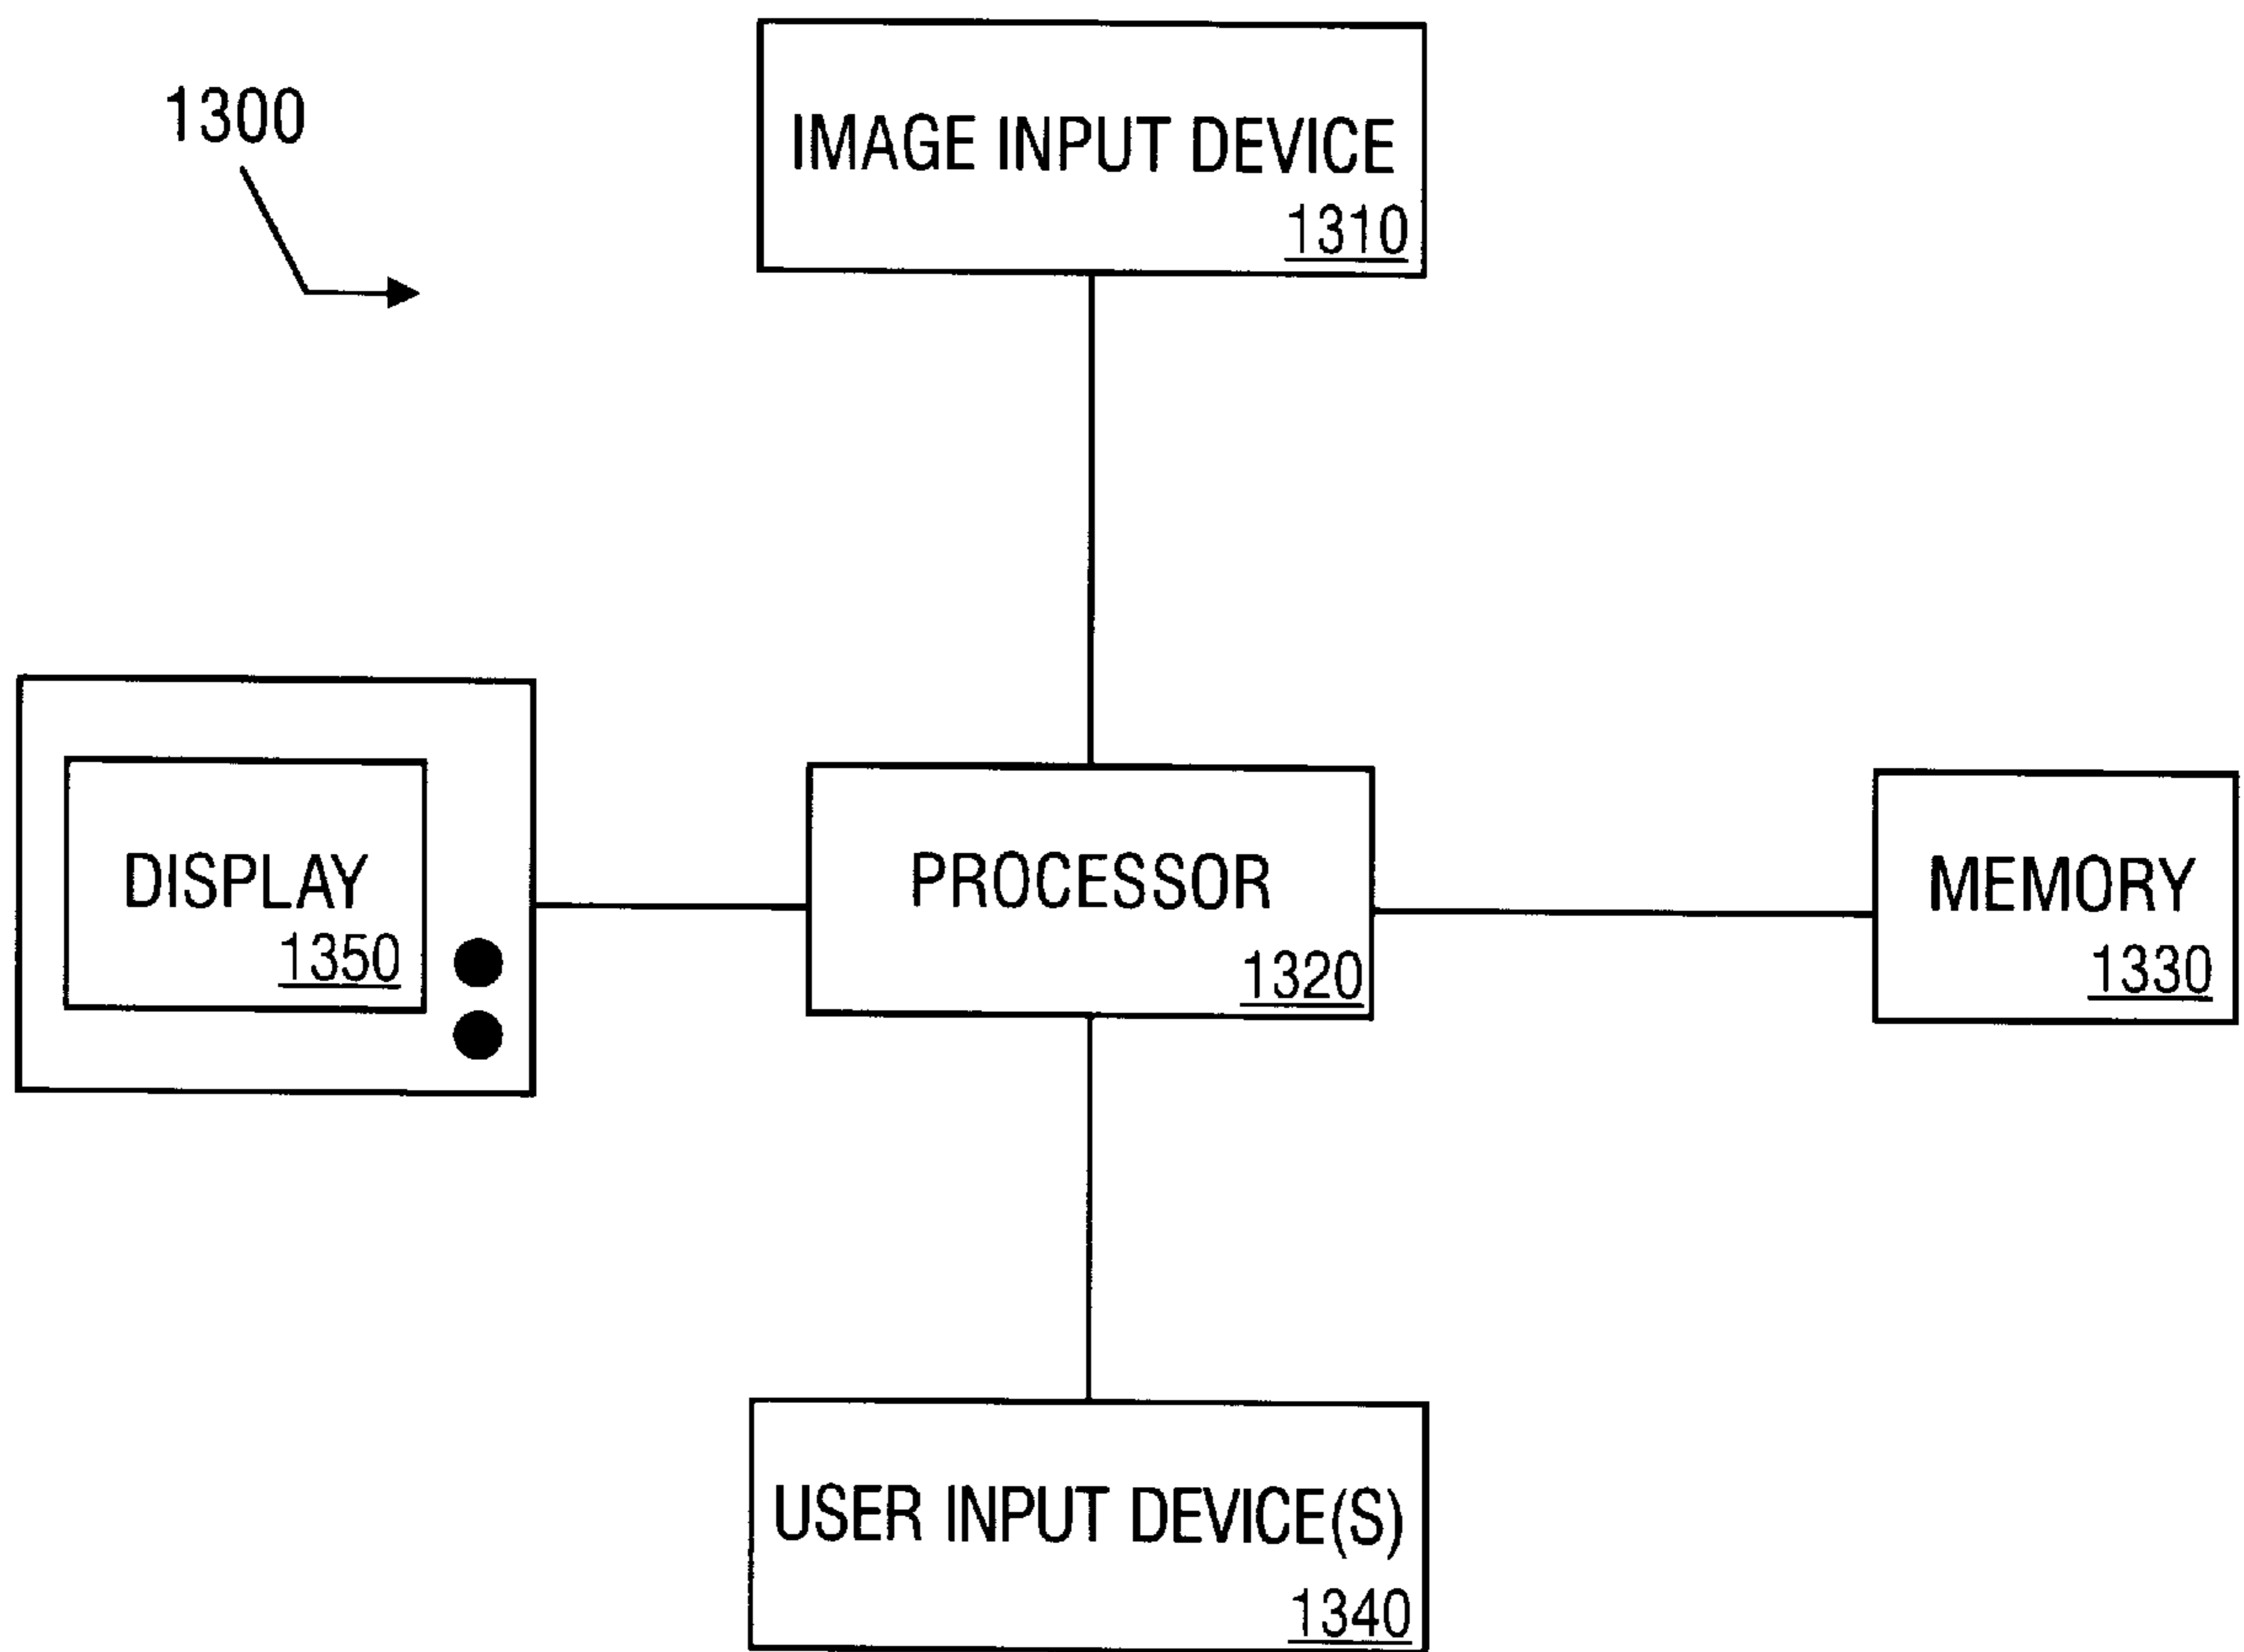 1300
IMAGE INPUT DEVICE
1310
DISPLAY
1350
PROCESSOR
1320
MEMORY
1330
USER INPUT DEVICE(S)
1340